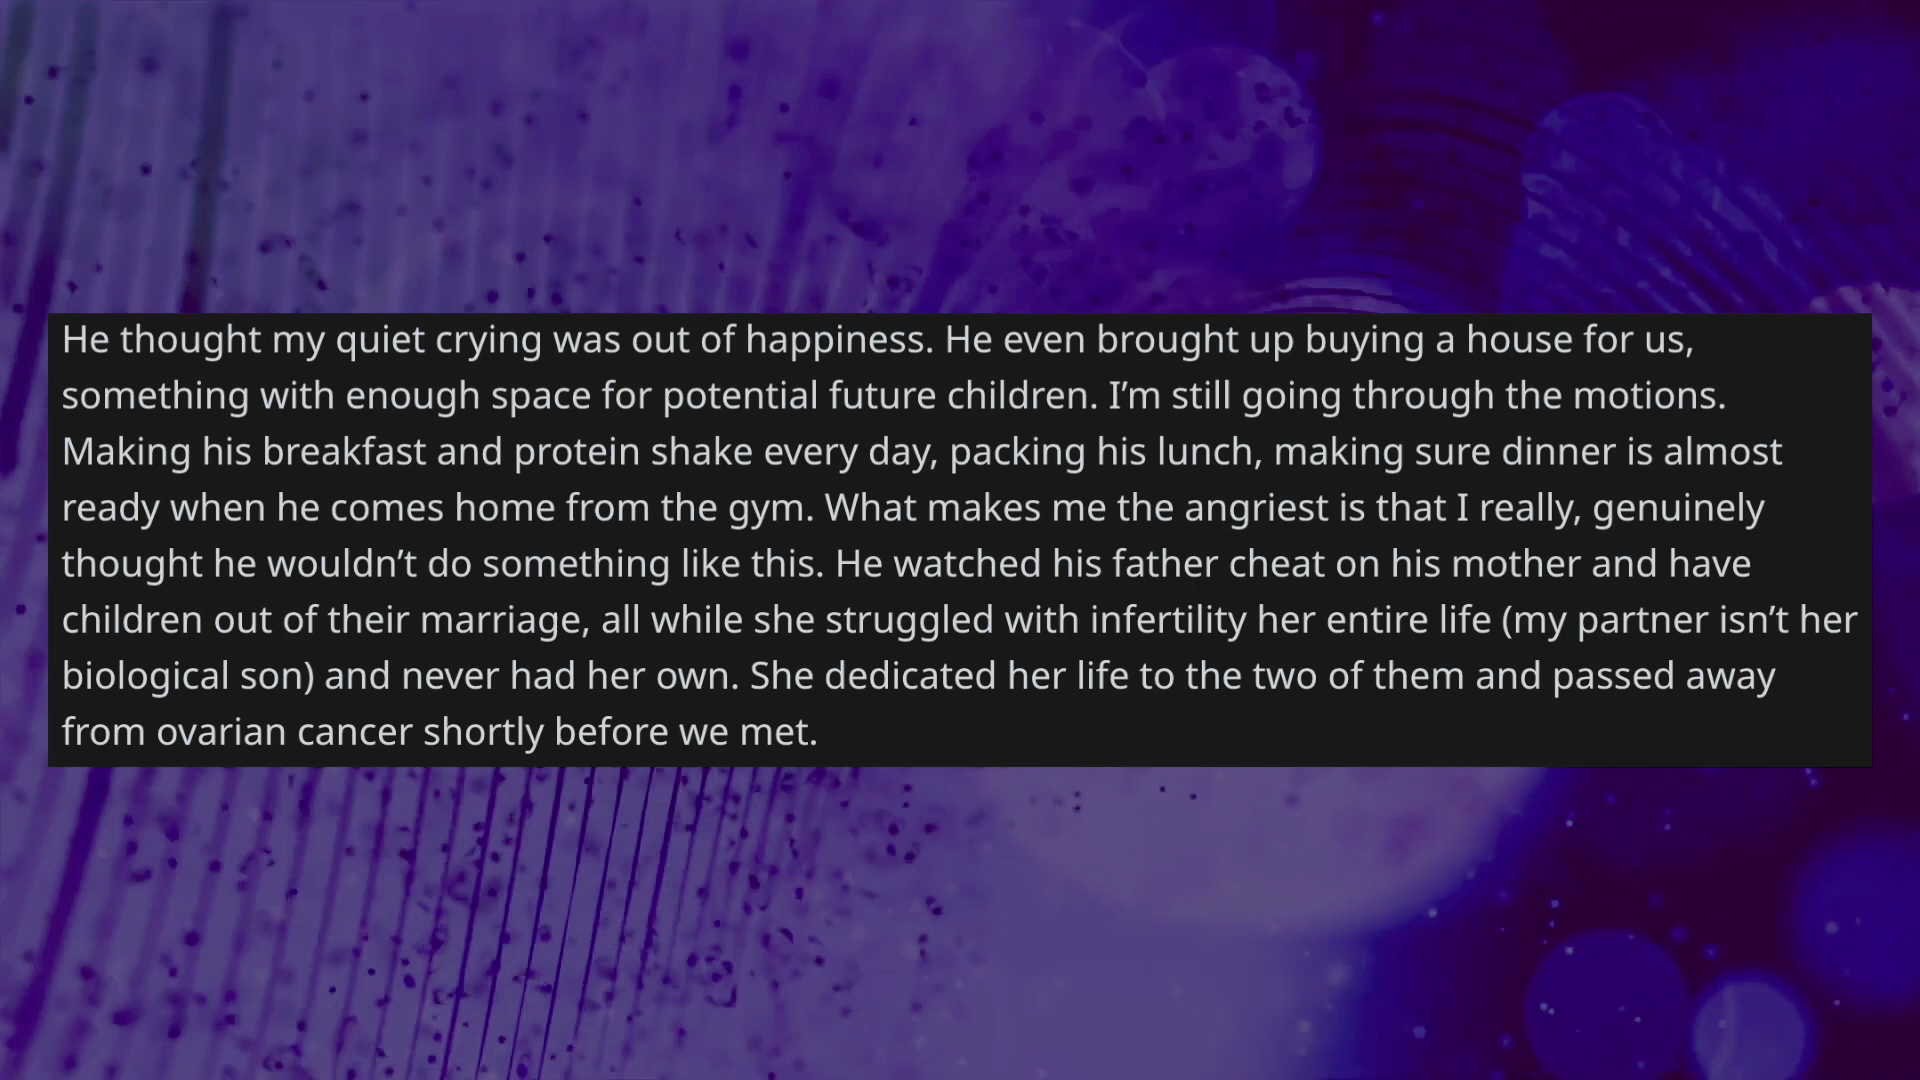 He thought my quiet crying was out of happiness. He even brought up buying a house for us,
something with enough space for potential future children. I’m still going through the motions.
Making his breakfast and protein shake every day, packing his lunch, making sure dinner is almost
ready when he comes home from the gym. What makes me the angriest is that I really, genuinely
thought he wouldn’t do something like this. He watched his father cheat on his mother and have
children out of their marriage, all while she struggled with infertility her entire life (my partner isn’t her
biological son) and never had her own. She dedicated her life to the two of them and passed away
from ovarian cancer shortly before we met.